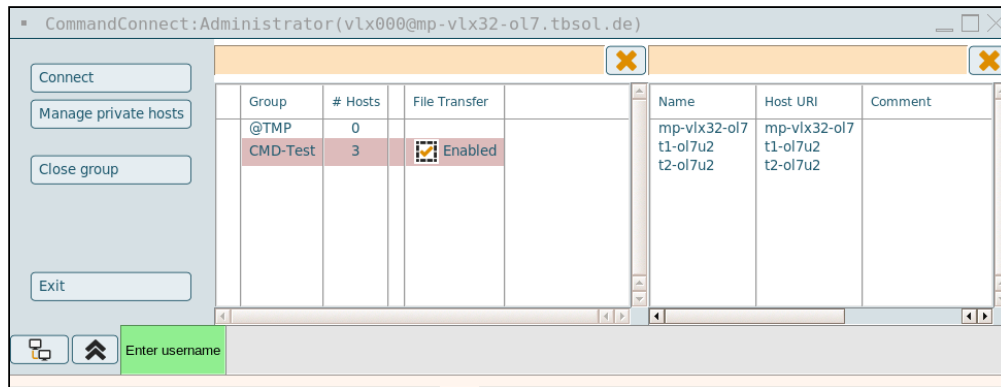 CommandConnect:Administrator(vlx000@mp-vlx32-ol7.tbsol.de)
Connect
Manage private hosts
Close group
Exit
Group # Hosts File Transfer
@TMP 0
CMD-Test 3 Enabled
Name Host URI Comment
mp-vlx32-ol7 mp-vlx32-ol7
t1-ol7u2 t1-ol7u2
t2-ol7u2 t2-ol7u2
Enter username